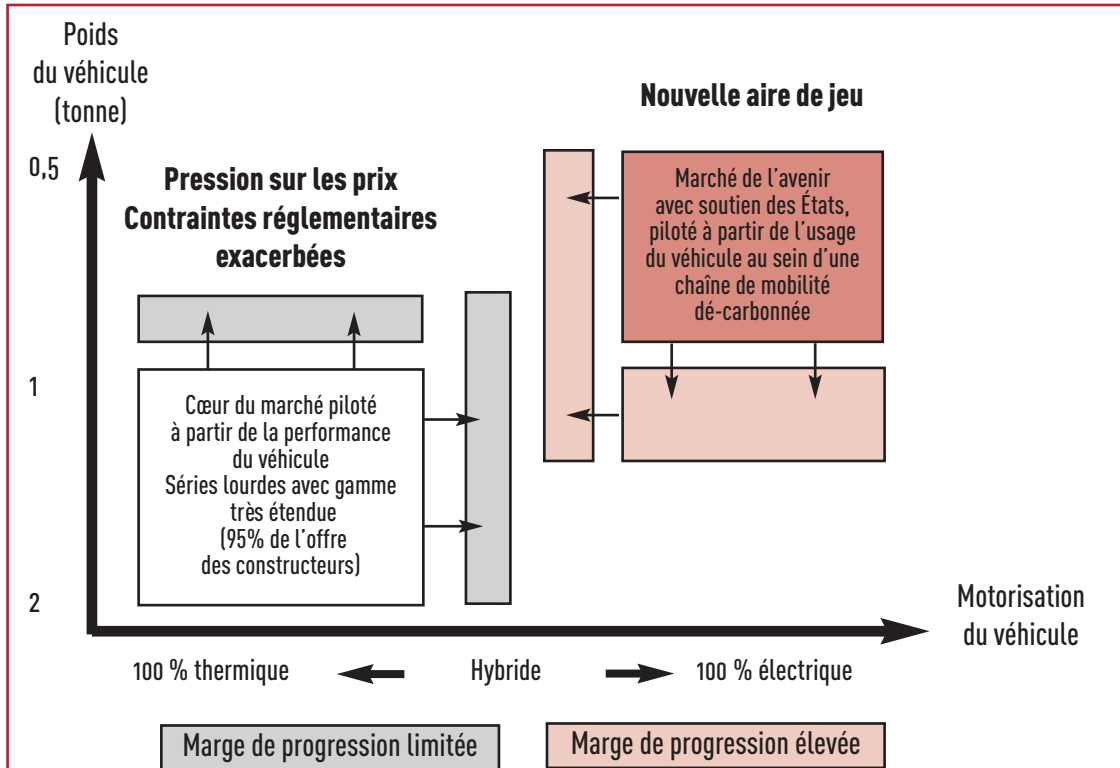 Poids
du véhicule
(tonne)
Nouvelle aire de jeu
0,5
Pression sur les prix
Contraintes réglementaires
exacerbées
Marché de l'avenir
avec soutien des États,
piloté à partir de l'usage
du véhicule au sein d'une
chaîne de mobilité
dé-carbonnée
1
Cœur du marché piloté
à partir de la performance
du véhicule
Séries lourdes avec gamme
très étendue
(95% de l'offre
des constructeurs)
2
Motorisation
du véhicule
100 % thermique
Hybride
100 % électrique
Marge de progression limitée
Marge de progression élevée